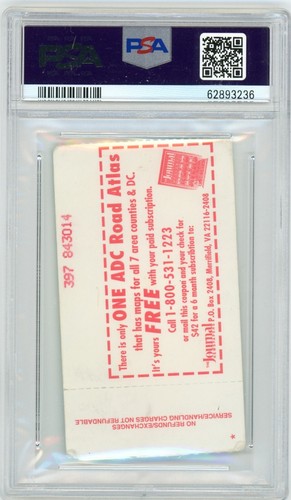 PSA
PSA
62893236
There is only ONE ADC Road Atlas
that has maps for all 7 area counties & DC.
It's yours FREE with your paid subscription.
Call 1-800-531-1223
or mail this coupon and your check for
$42 for a 6 month subscribtion to:
The Journal P.O. Box 2408, Merrifield, VA 22116-2408
397 843014
NO REFUNDS/EXCHANGES
SERVICE/HANDLING CHARGES NOT REFUNDABLE
*